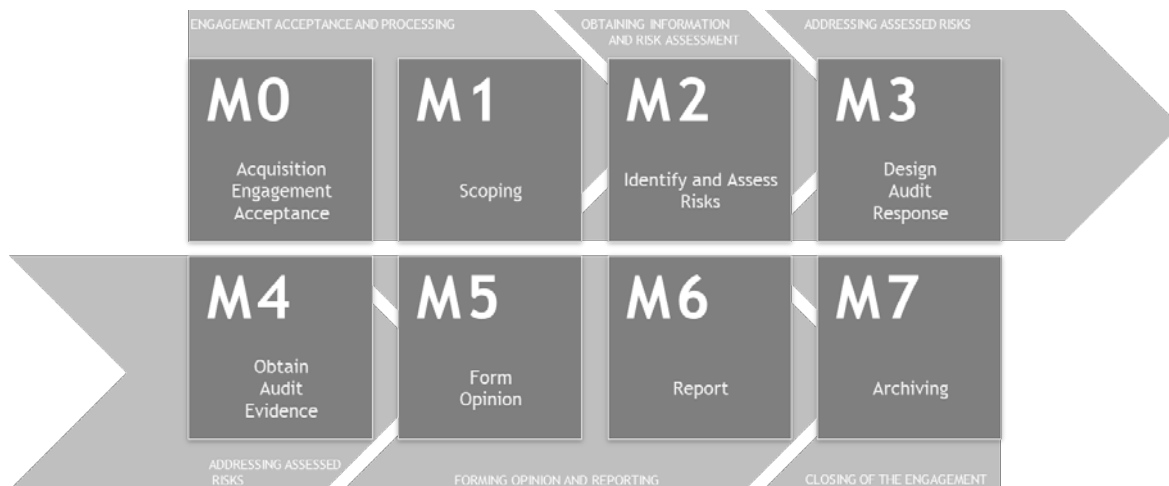 ENGAGEMENT ACCEPTANCE AND PROCESSING
OBTAINING INFORMATION
AND RISK ASSESSMENT
ADDRESSING ASSESSED RISKS
M0
Acquisition
Engagement
Acceptance
M1
Scoping
M2
Identify and Assess
Risks
M3
Design
Audit
Response
M4
Obtain
Audit
Evidence
M5
Form
Opinion
M6
Report
M7
Archiving
ADDRESSING ASSESSED
RISKS
FORMING OPINION AND REPORTING
CLOSING OF THE ENGAGEMENT